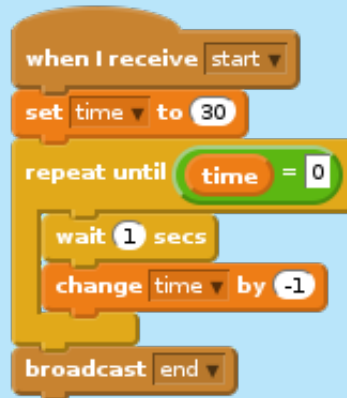 when I receive start
set time to 30
repeat until time = 0
wait 1 secs
change time by -1
broadcast end